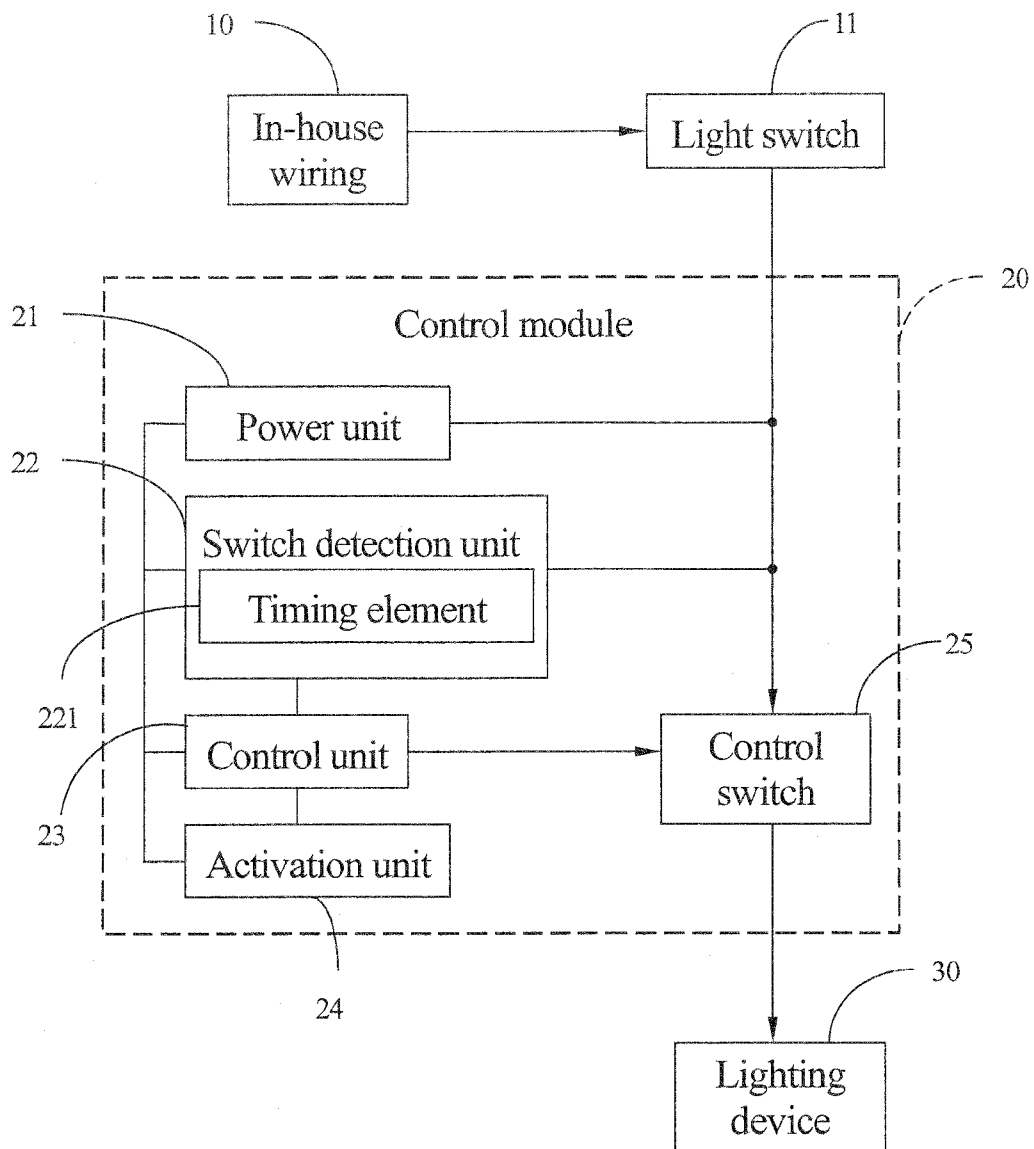 10
11
In-house
wiring
Light switch
20
21
Control module
Power unit
22
Switch detection unit
Timing element
25
221
Control unit
Control
switch
23
Activation unit
24
30
Lighting
device